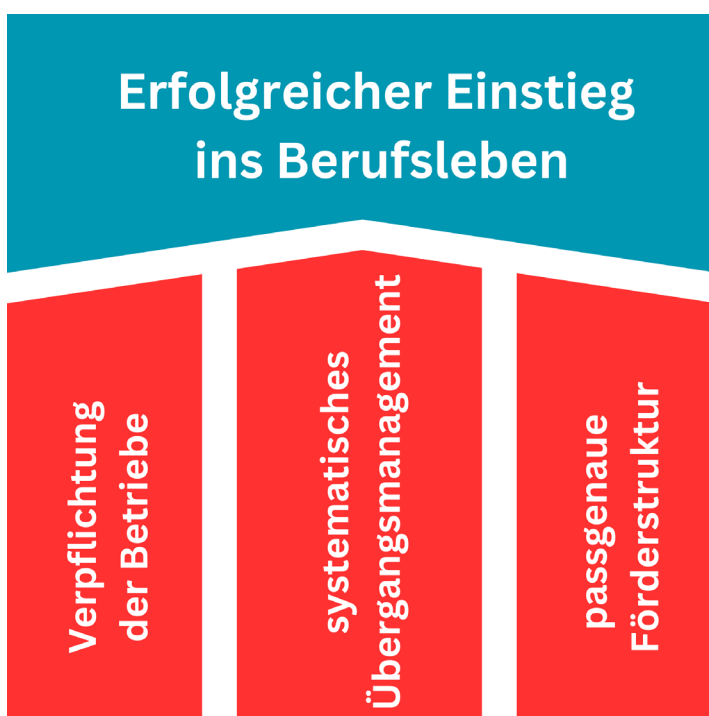 Erfolgreicher Einstieg
ins Berufsleben
Verpflichtung
der Betriebe
systematisches
Übergangsmanagement
passgenaue
Förderstruktur